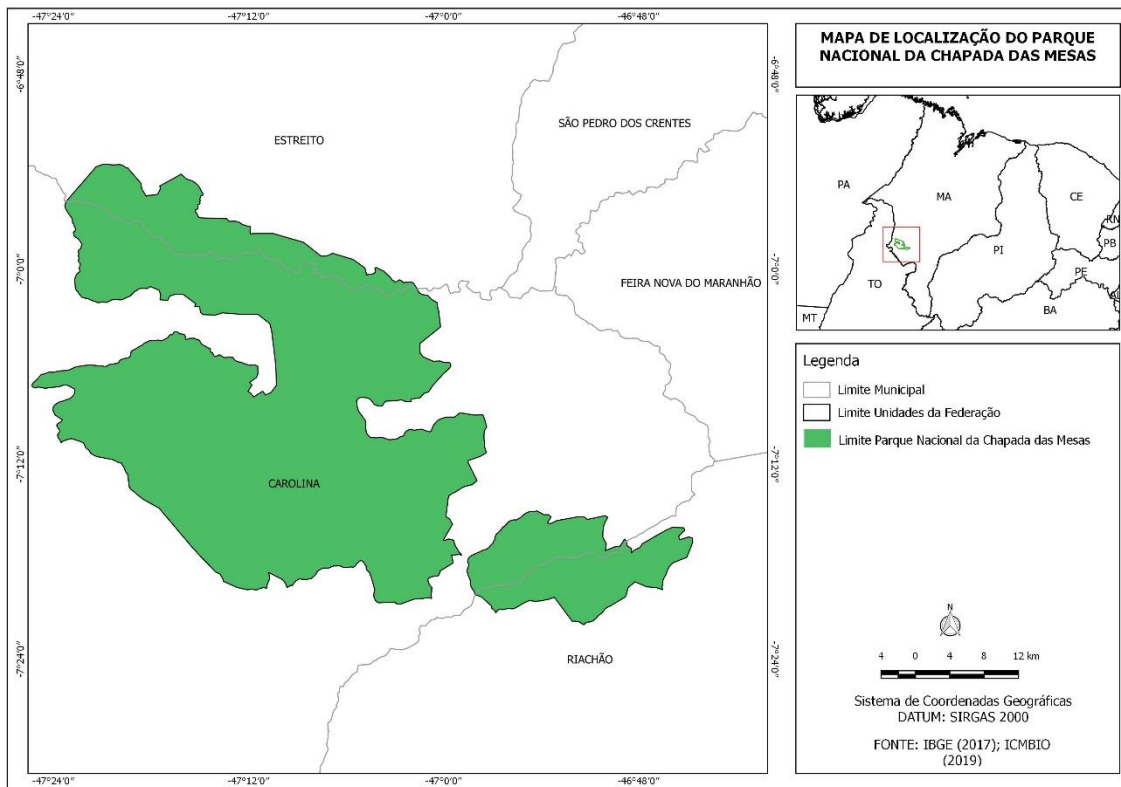 -47°24'0"
-47°12'0"
-47°0'0"
-46°48'0"
-6°48'0"
-7°0'0"
-7°12'0"
-7°24'0"
ESTREITO
SÃO PEDRO DOS CRENTES
FEIRA NOVA DO MARANHÃO
CAROLINA
RIACHÃO
-6°48'0"
-7°0'0"
-7°12'0"
-7°24'0"
-47°24'0"
-47°12'0"
-47°0'0"
-46°48'0"
MAPA DE LOCALIZAÇÃO DO PARQUE
NACIONAL DA CHAPADA DAS MESAS
PA
MA
CE
RN
PB
PI
PE
TO
AL
BA
MT
Legenda
Limite Municipal
Limite Unidades da Federação
Limite Parque Nacional da Chapada das Mesas
N
4 0 4 8 12 km
Sistema de Coordenadas Geográficas
DATUM: SIRGAS 2000
FONTE: IBGE (2017); ICMBIO
(2019)